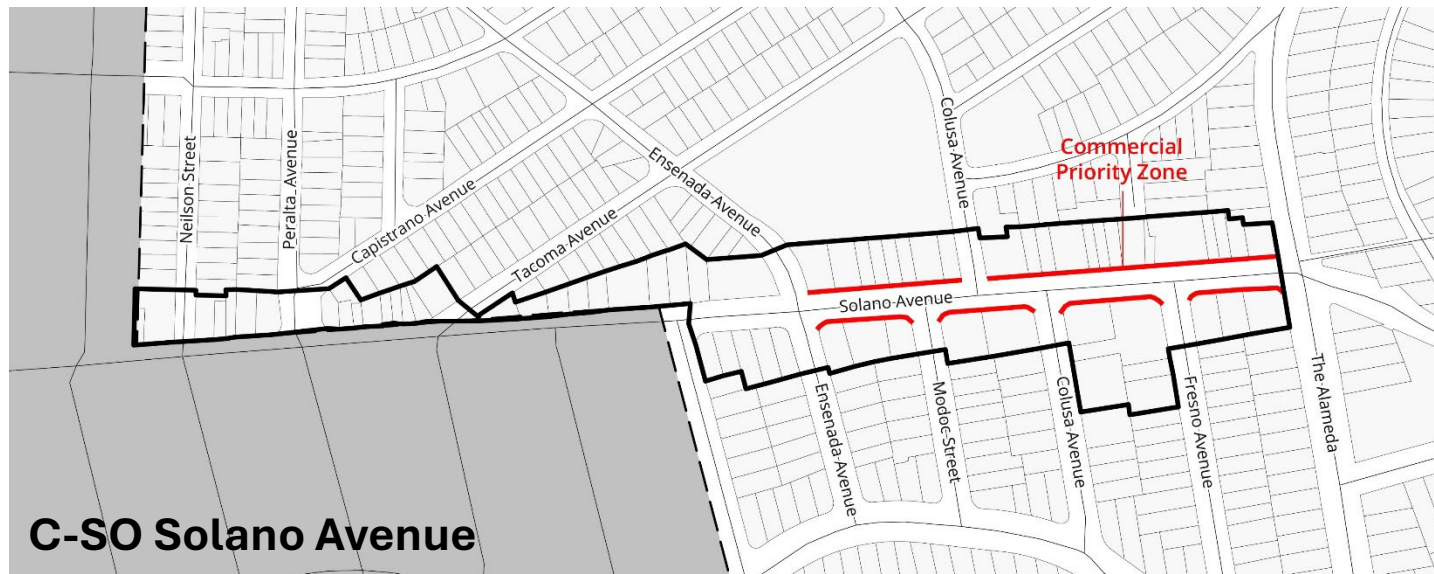 Neilson Street
Peralta Avenue
Capistrano Avenue
Tacoma Avenue
Ensenada Avenue
Colusa Avenue
Commercial
Priority Zone
Solano Avenue
Ensenada Avenue
Modoc Street
Colusa Avenue
Fresno Avenue
The Alameda
C-SO Solano Avenue